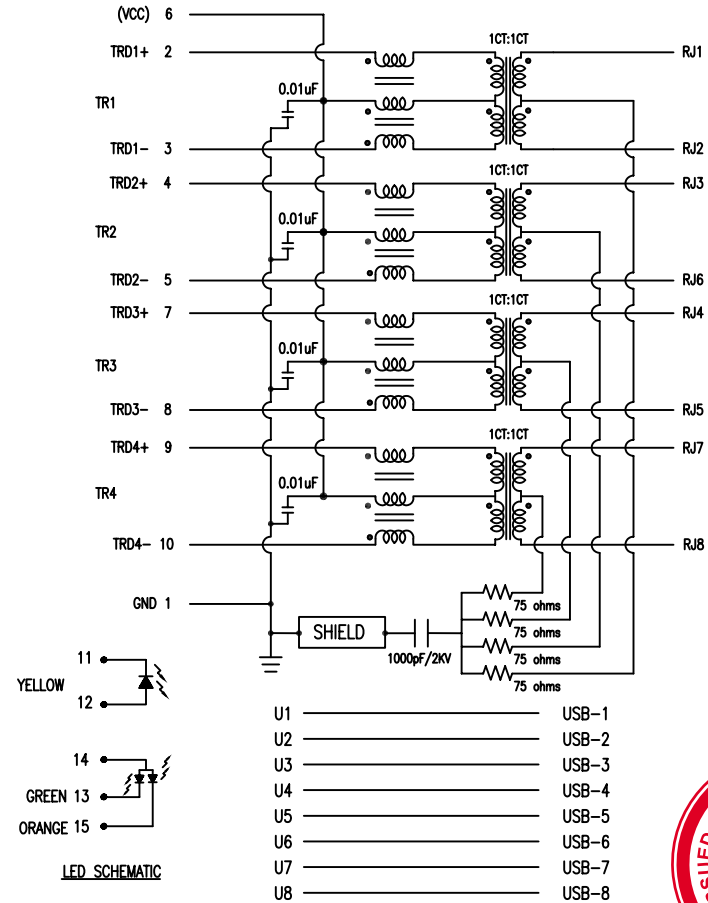 (VCC) 6
TRD1+ 2
1CT:1CT
RJ1
0.01uF
TR1
TRD1- 3
RJ2
TRD2+ 4
1CT:1CT
RJ3
0.01uF
TR2
TRD2- 5
RJ6
TRD3+ 7
1CT:1CT
RJ4
0.01uF
TR3
TRD3- 8
RJ5
TRD4+ 9
1CT:1CT
RJ7
0.01uF
TR4
TRD4- 10
RJ8
GND 1
SHIELD
1000pF/2KV
75 ohms
75 ohms
75 ohms
75 ohms
11
YELLOW
12
14
GREEN 13
ORANGE 15
LED SCHEMATIC
U1 USB-1
U2 USB-2
U3 USB-3
U4 USB-4
U5 USB-5
U6 USB-6
U7 USB-7
U8 USB-8